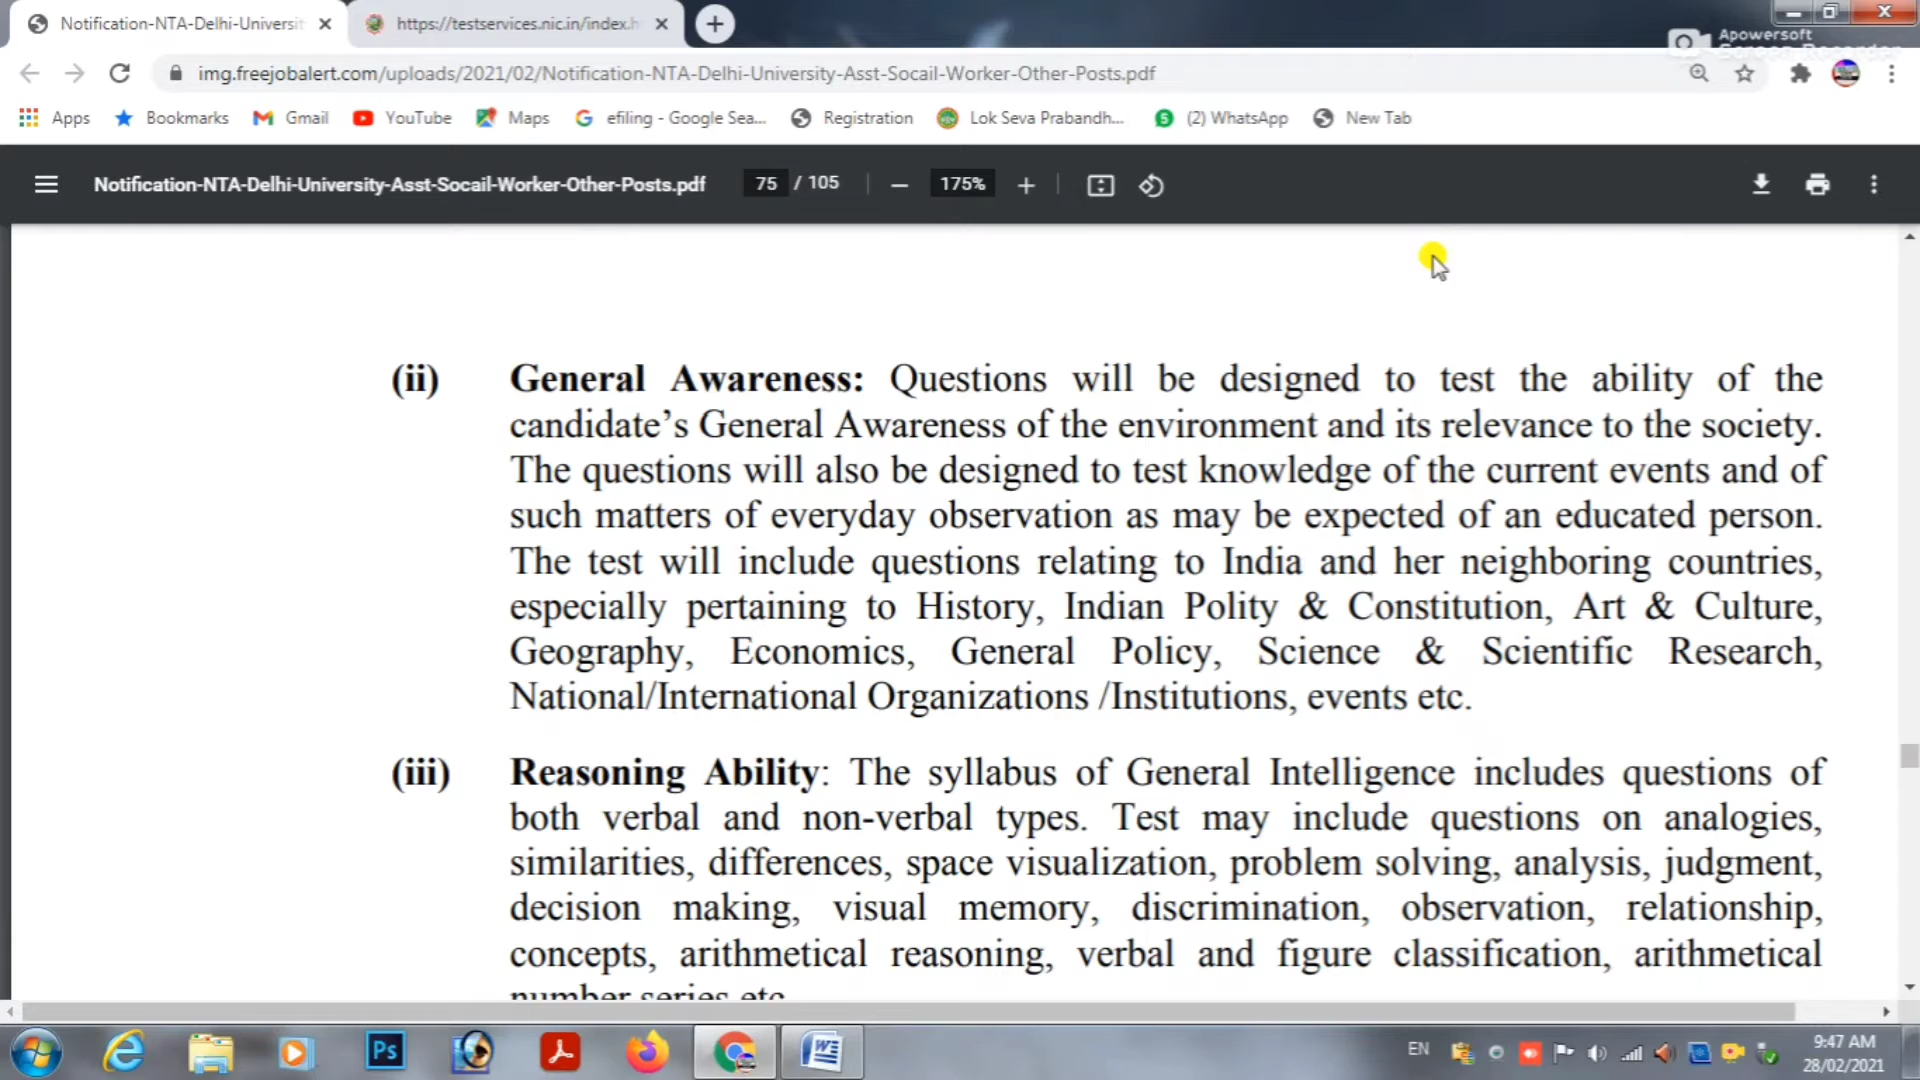 Notification-NTA-Delhi-Universit
https://testservices.nic.in/index.h
Apowersoft
Screen Recorder
img.freejobalert.com/uploads/2021/02/Notification-NTA-Delhi-University-Asst-Socail-Worker-Other-Posts.pdf
Apps
Bookmarks
Gmail
YouTube
Maps
efiling - Google Sea...
Registration
Lok Seva Prabandh...
(2) WhatsApp
New Tab
Notification-NTA-Delhi-University-Asst-Socail-Worker-Other-Posts.pdf
75 / 105
175%
(ii) General Awareness: Questions will be designed to test the ability of the
candidate’s General Awareness of the environment and its relevance to the society.
The questions will also be designed to test knowledge of the current events and of
such matters of everyday observation as may be expected of an educated person.
The test will include questions relating to India and her neighboring countries,
especially pertaining to History, Indian Polity & Constitution, Art & Culture,
Geography, Economics, General Policy, Science & Scientific Research,
National/International Organizations /Institutions, events etc.
(iii) Reasoning Ability: The syllabus of General Intelligence includes questions of
both verbal and non-verbal types. Test may include questions on analogies,
similarities, differences, space visualization, problem solving, analysis, judgment,
decision making, visual memory, discrimination, observation, relationship,
concepts, arithmetical reasoning, verbal and figure classification, arithmetical
number series etc
Ps
EN
9:47 AM
28/02/2021